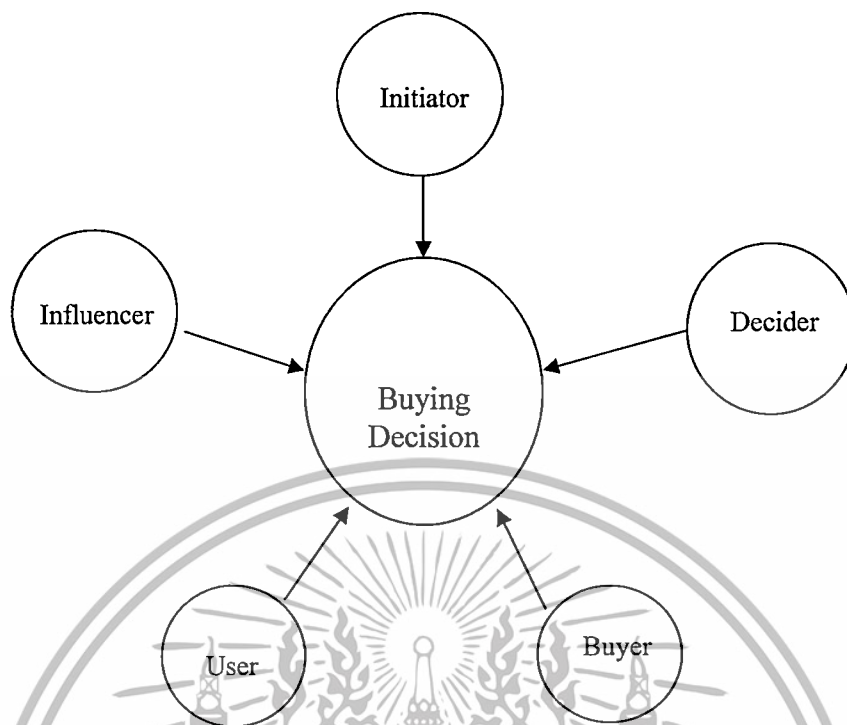 Initiator
Influencer
Decider
Buying
Decision
User
Buyer